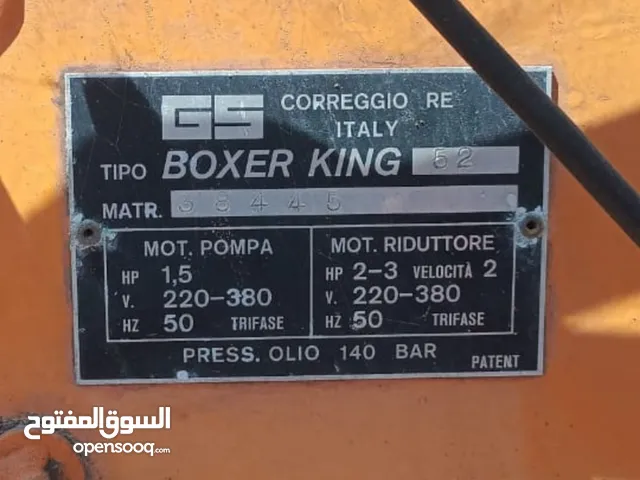 GS CORREGGIO RE
ITALY
TIPO BOXER KING 52
MATR. 38445
MOT. POMPA
HP 1,5
V. 220-380
HZ 50 TRIFASE
MOT. RIDUTTORE
HP 2-3 VELOCITÀ 2
V. 220-380
HZ 50 TRIFASE
PRESS. OLIO 140 BAR
PATENT
السوق المفتوح
opensooq.com